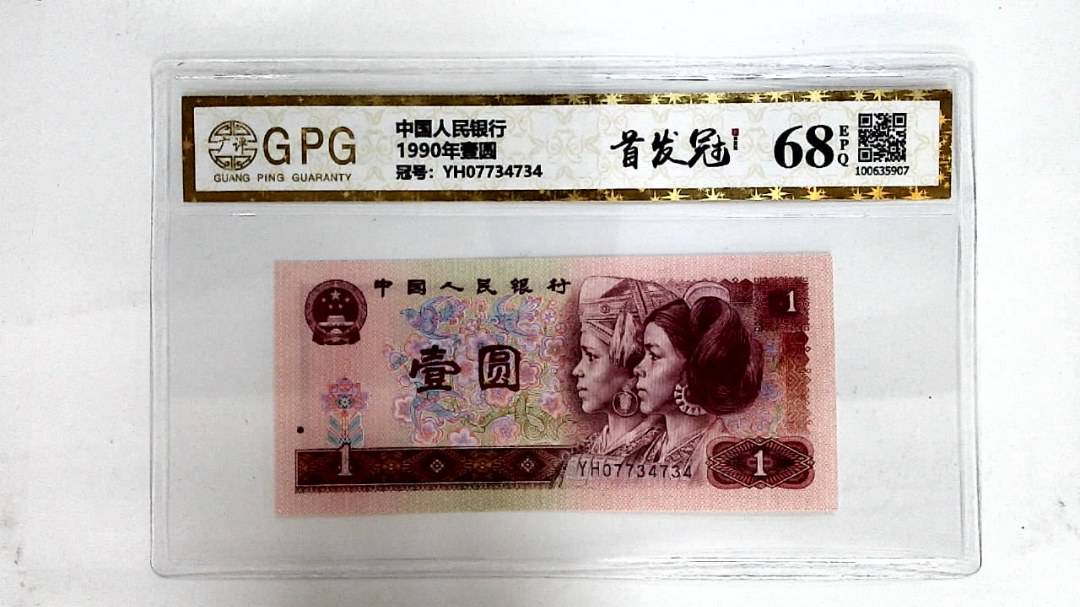 GPG
GUANG PING GUARANTY
中国人民银行
1990年壹圆
冠号：YH07734734
首发冠
68
EPQ
100635907
中国人民银行
1
壹圆
1
YH07734734
1